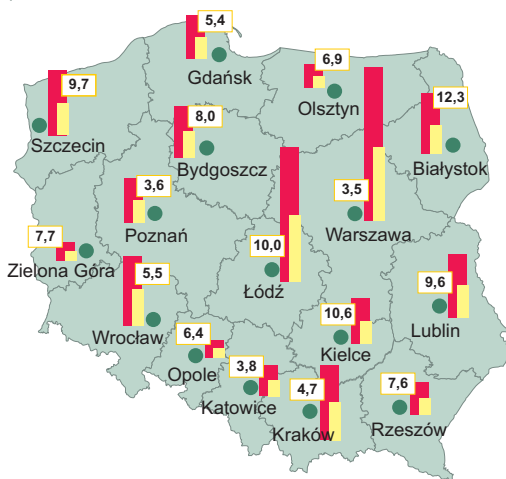 5,4
Gdańsk
6,9
Olsztyn
9,7
Szczecin
12,3
Białystok
8,0
Bydgoszcz
3,6
Poznań
3,5
Warszawa
7,7
Zielona Góra
10,0
Łódź
5,5
Wrocław
9,6
Lublin
10,6
Kielce
6,4
Opole
3,8
Katowice
4,7
Kraków
7,6
Rzeszów